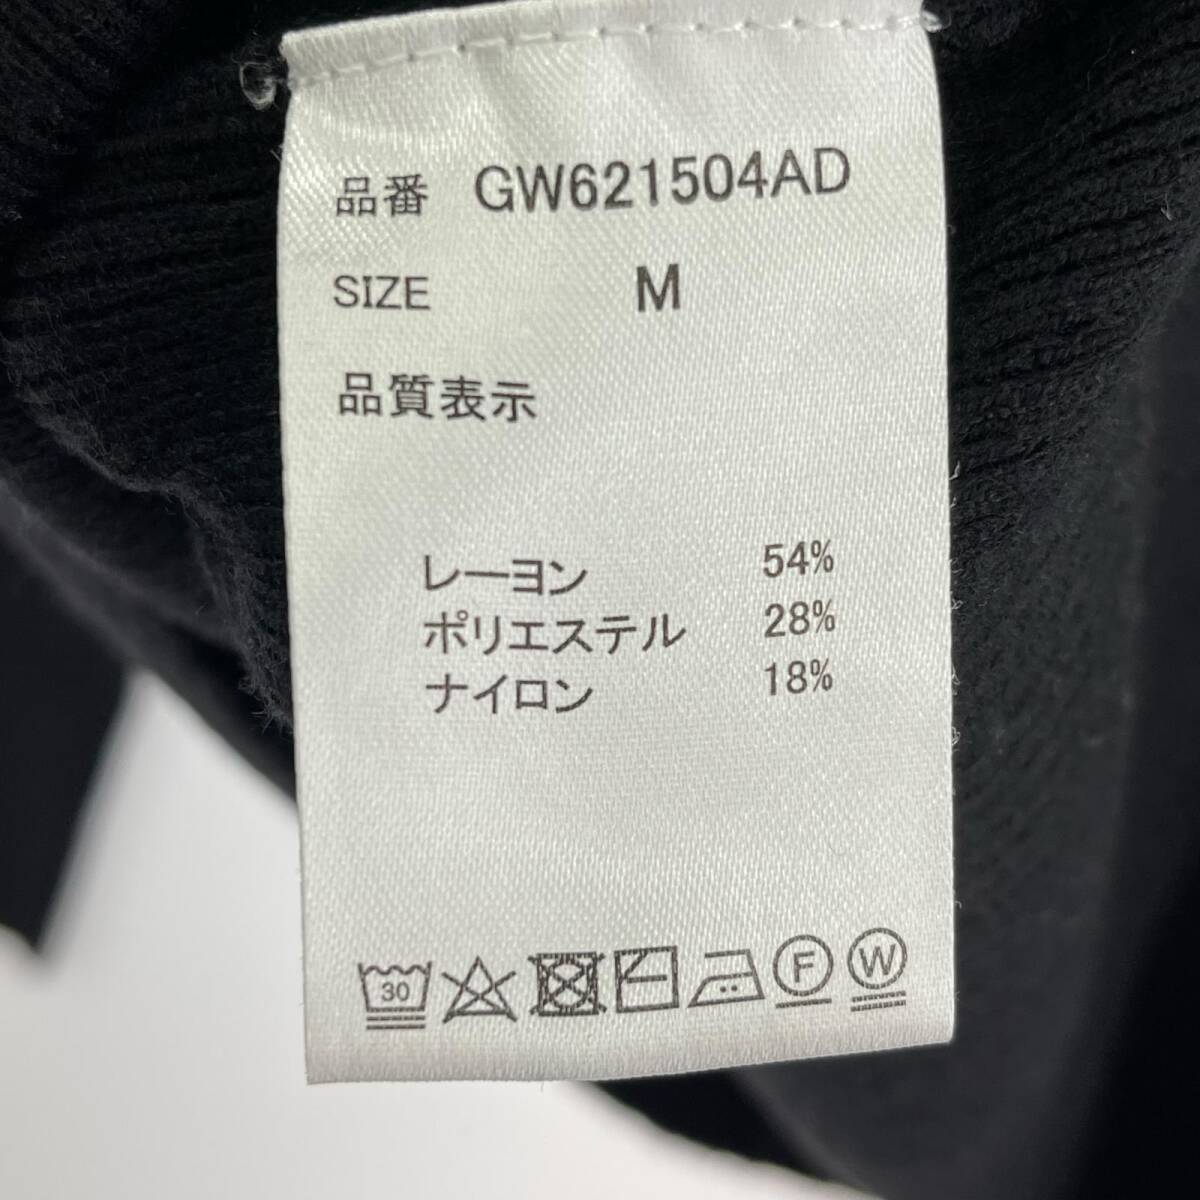 品番 GW621504AD
SIZE M
品質表示
レーヨン 54%
ポリエステル 28%
ナイロン 18%
30 F W